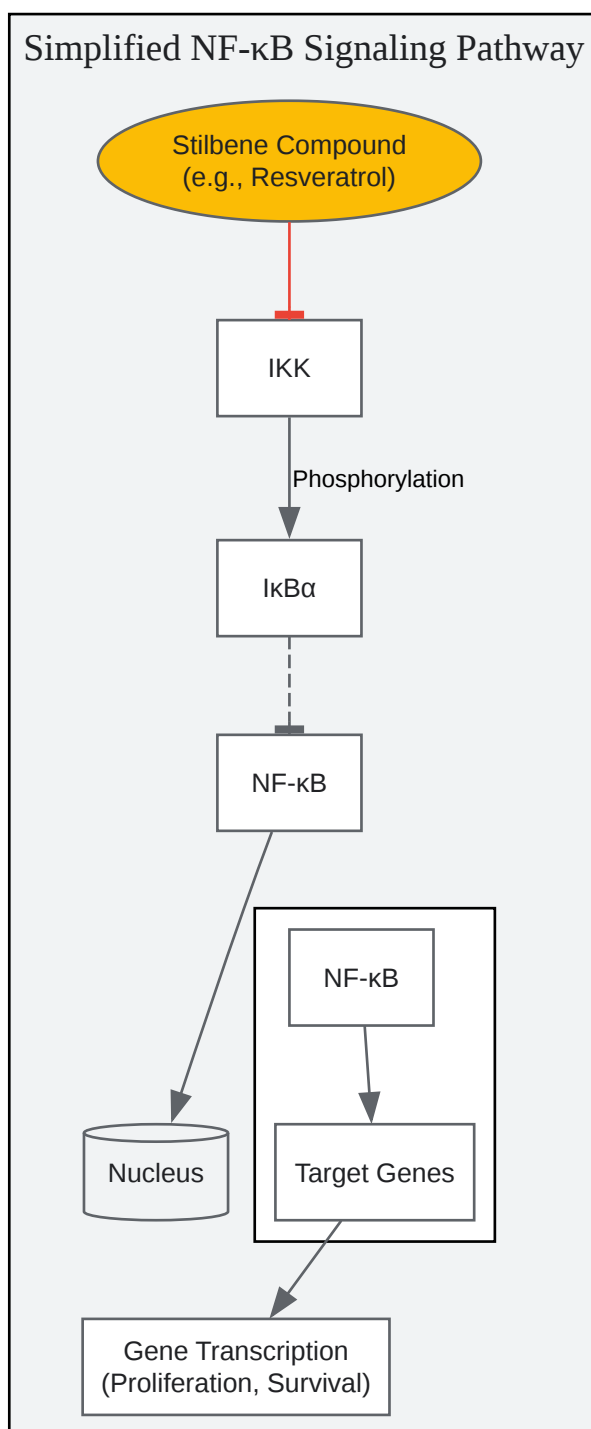 Simplified NF-κB Signaling Pathway
Stilbene Compound
(e.g., Resveratrol)
IKK
Phosphorylation
IκBα
NF-κB
NF-κB
Nucleus
Target Genes
Gene Transcription
(Proliferation, Survival)